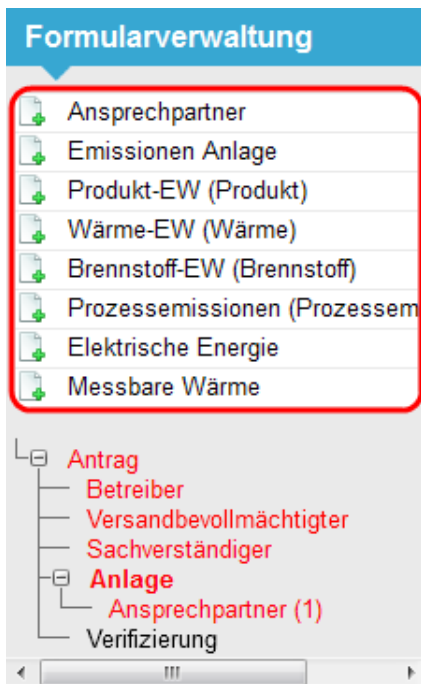 Formularverwaltung
Ansprechpartner
Emissionen Anlage
Produkt-EW (Produkt)
Wärme-EW (Wärme)
Brennstoff-EW (Brennstoff)
Prozessemissionen (Prozessem
Elektrische Energie
Messbare Wärme
Antrag
Betreiber
Versandbevollmächtigter
Sachverständiger
Anlage
Ansprechpartner (1)
Verifizierung